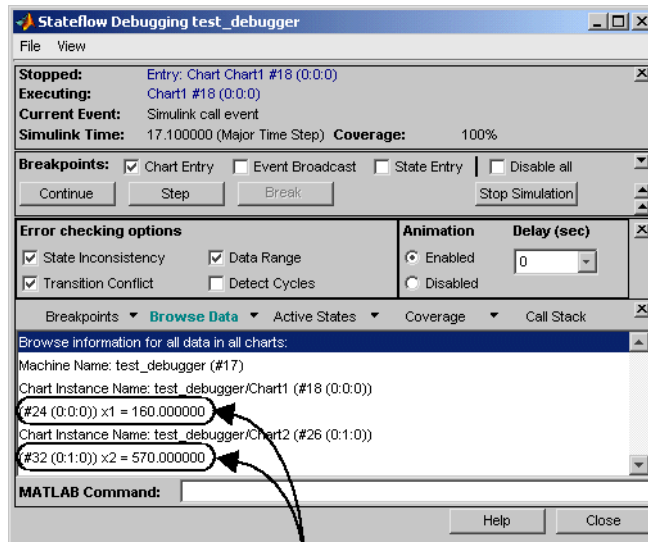 Stateflow Debugging test_debugger
File View
Stopped: Entry: Chart Chart1 #18 (0:0:0)
Executing: Chart1 #18 (0:0:0)
Current Event: Simulink call event
Simulink Time: 17.100000 (Major Time Step) Coverage: 100%
Breakpoints: Chart Entry Event Broadcast State Entry Disable all
Continue Step Break Stop Simulation
Error checking options Animation Delay (sec)
State Inconsistency Data Range Enabled 0
Transition Conflict Detect Cycles Disabled
Breakpoints Browse Data Active States Coverage Call Stack
Browse information for all data in all charts:
Machine Name: test_debugger (#17)
Chart Instance Name: test_debugger/Chart1 (#18 (0:0:0))
(#24 (0:0:0)) x1 = 160.000000
Chart Instance Name: test_debugger/Chart2 (#26 (0:1:0))
(#32 (0:1:0)) x2 = 570.000000
MATLAB Command:
Help Close